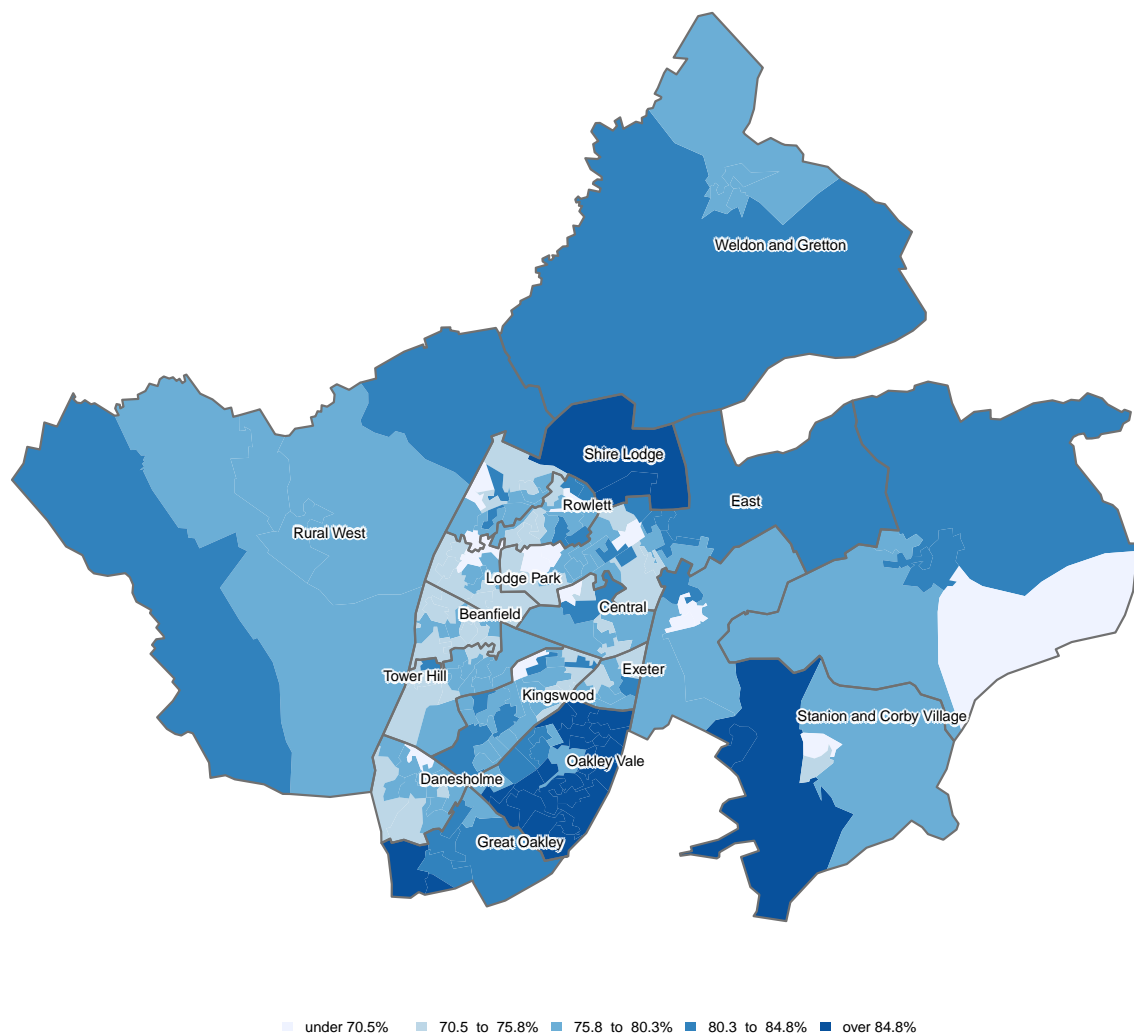 Weldon and Gretton
Shire Lodge
East
Rowlett
Rural West
Lodge Park
Central
Beanfield
Exeter
Tower Hill
Kingswood
Stanion and Corby Village
Oakley Vale
Danesholme
Great Oakley
under 70.5% 70.5 to 75.8% 75.8 to 80.3% 80.3 to 84.8% over 84.8%